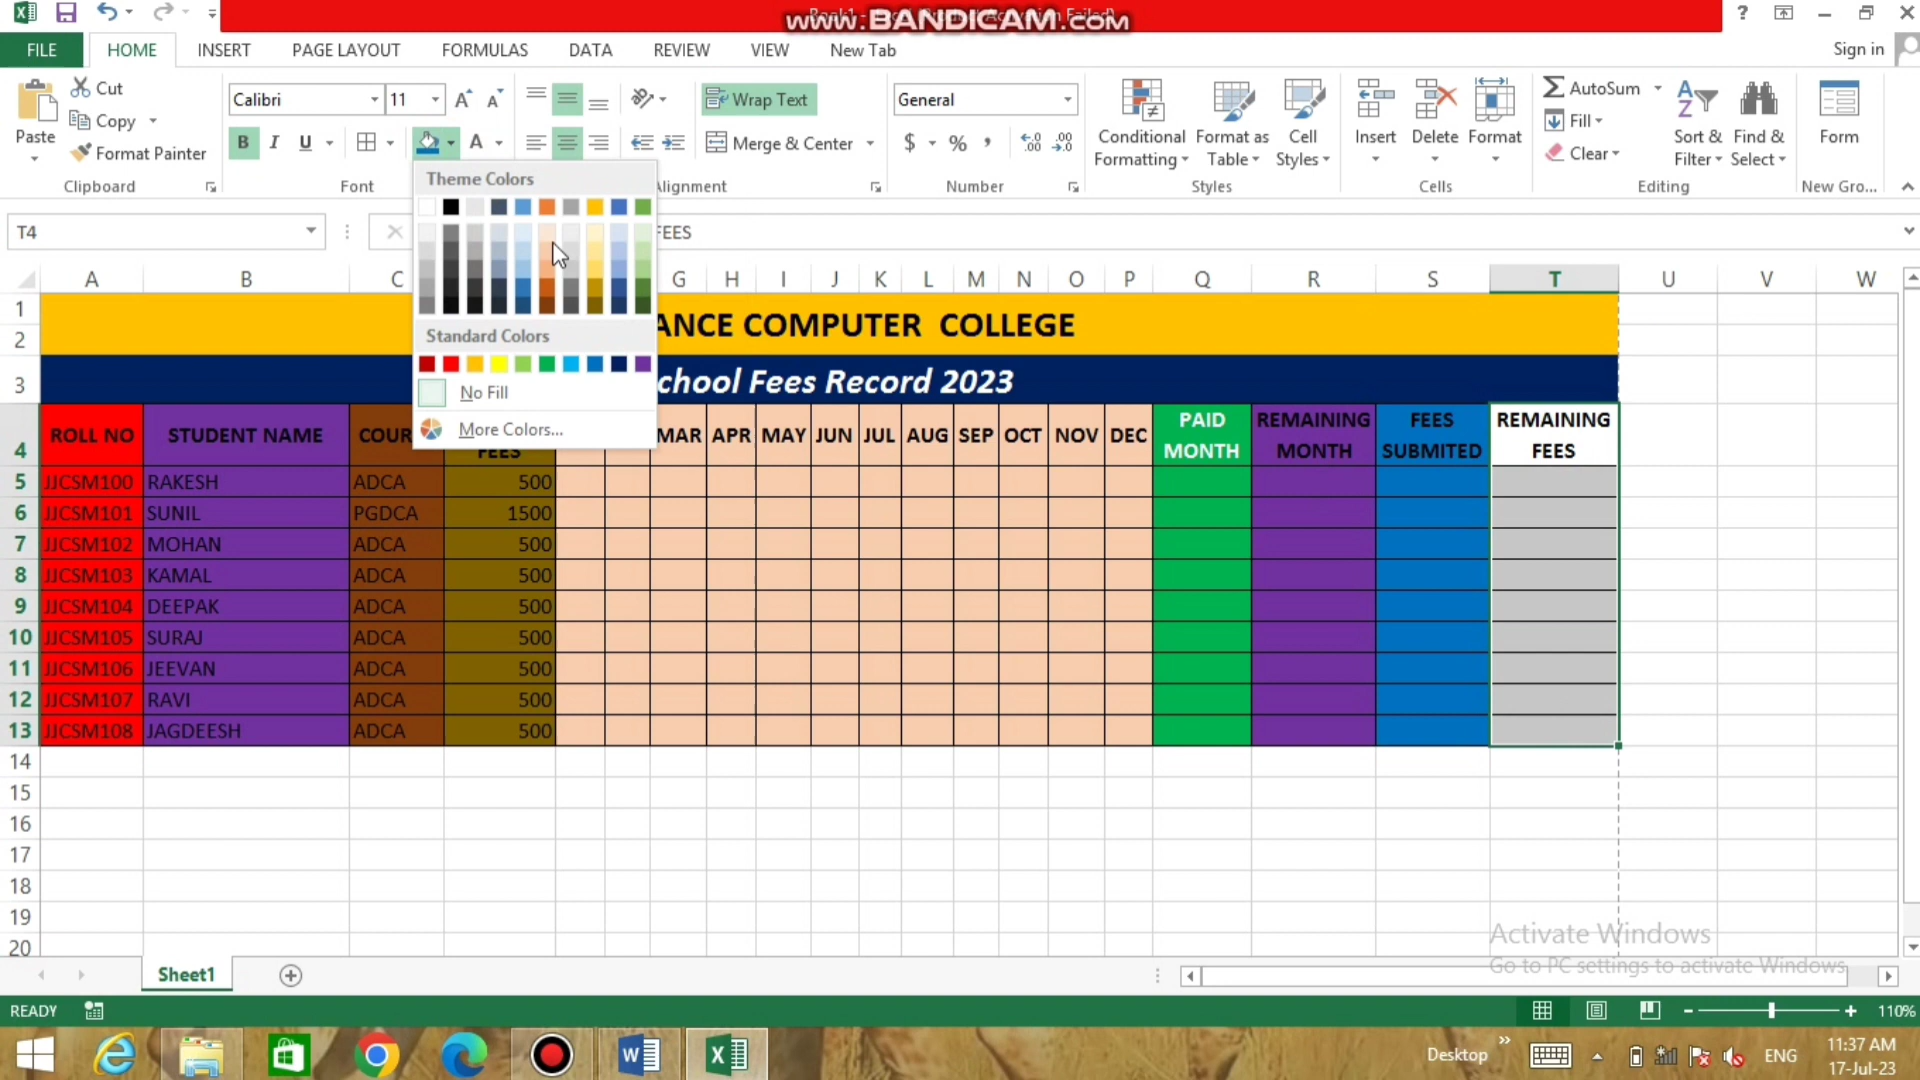 www.BANDICAM.com
FILE HOME INSERT PAGE LAYOUT FORMULAS DATA REVIEW VIEW New Tab Sign in
Cut
Copy
Format Painter
Paste
Clipboard
Calibri 11
B I U A
Font
Wrap Text
Merge & Center
Alignment
General
$ % ,
Number
Conditional Formatting
Format as Table
Cell Styles
Styles
Insert Delete Format
Cells
AutoSum
Fill
Clear
Sort & Filter
Find & Select
Editing
Form
New Gro...
Theme Colors
Standard Colors
No Fill
More Colors...
T4 FEES
A B C G H I J K L M N O P Q R S T U V W
1 ANCE COMPUTER COLLEGE
2
3 chool Fees Record 2023
4 ROLL NO STUDENT NAME COUR FEES MAR APR MAY JUN JUL AUG SEP OCT NOV DEC PAID MONTH REMAINING MONTH FEES SUBMITED REMAINING FEES
5 JJCSM100 RAKESH ADCA 500
6 JJCSM101 SUNIL PGDCA 1500
7 JJCSM102 MOHAN ADCA 500
8 JJCSM103 KAMAL ADCA 500
9 JJCSM104 DEEPAK ADCA 500
10 JJCSM105 SURAJ ADCA 500
11 JJCSM106 JEEVAN ADCA 500
12 JJCSM107 RAVI ADCA 500
13 JJCSM108 JAGDEESH ADCA 500
14
15
16
17
18
19
20
Activate Windows
Go to PC settings to activate Windows.
Sheet1
READY 110%
Desktop ENG 11:37 AM
17-Jul-23